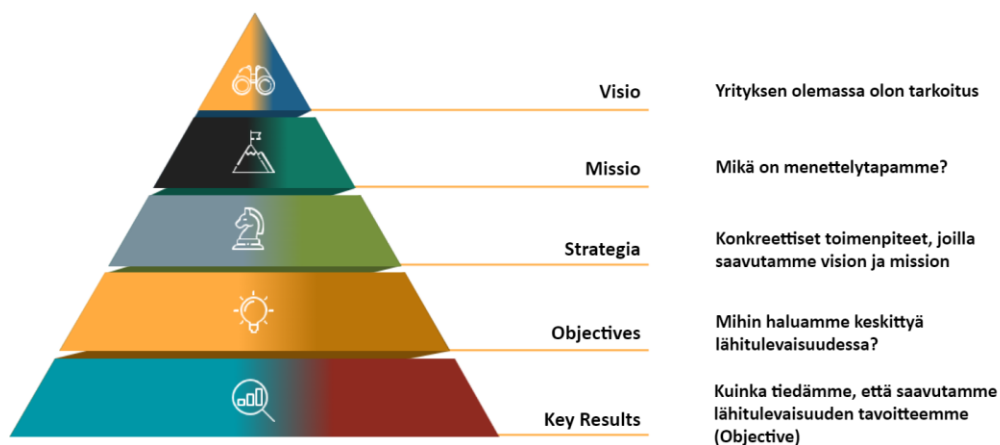 Visio
Yrityksen olemassa olon tarkoitus
Missio
Mikä on menettelytapamme?
Strategia
Konkreettiset toimenpiteet, joilla
saavutamme vision ja mission
Objectives
Mihin haluamme keskittyä
lähitulevaisuudessa?
Key Results
Kuinka tiedämme, että saavutamme
lähitulevaisuuden tavoitteemme
(Objective)